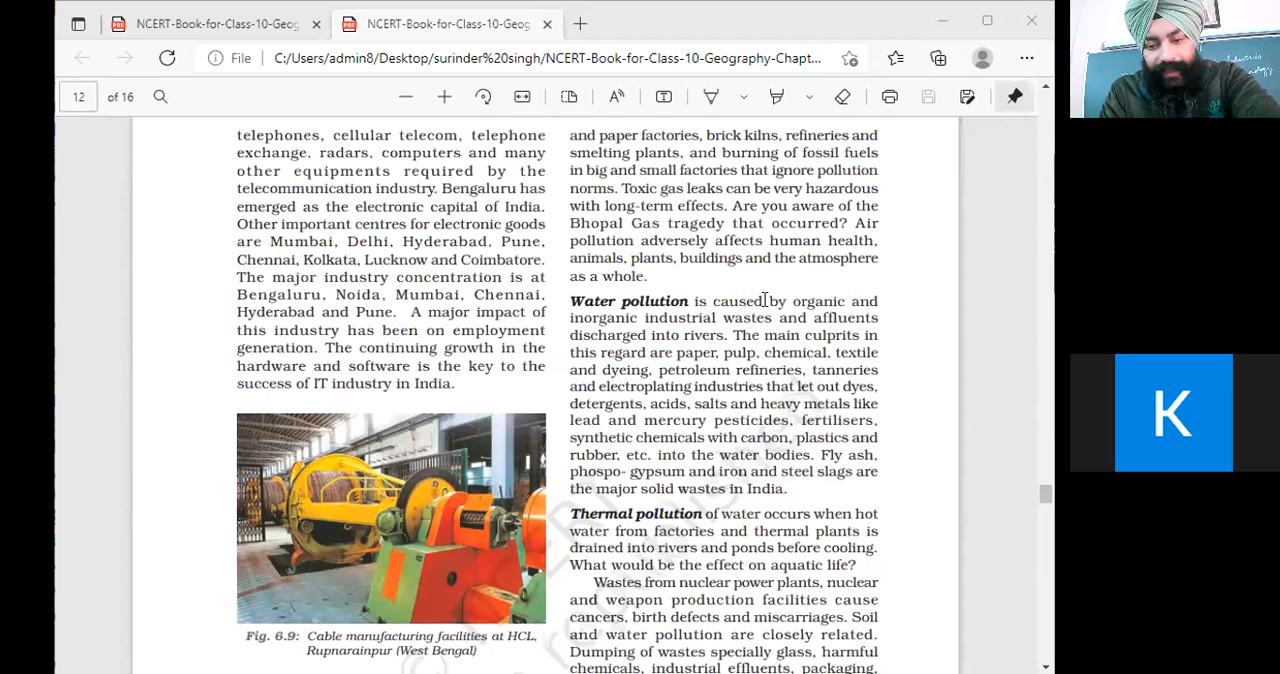 NCERT-Book-for-Class-10-Geog
NCERT-Book-for-Class-10-Geog
File
C:/Users/admin8/Desktop/surinder%20singh/NCERT-Book-for-Class-10-Geography-Chapt...
12 of 16
telephones, cellular telecom, telephone
exchange, radars, computers and many
other equipments required by the
telecommunication industry. Bengaluru has
emerged as the electronic capital of India.
Other important centres for electronic goods
are Mumbai, Delhi, Hyderabad, Pune,
Chennai, Kolkata, Lucknow and Coimbatore.
The major industry concentration is at
Bengaluru, Noida, Mumbai, Chennai,
Hyderabad and Pune. A major impact of
this industry has been on employment
generation. The continuing growth in the
hardware and software is the key to the
success of IT industry in India.
Fig. 6.9: Cable manufacturing facilities at HCL,
Rupnarainpur (West Bengal)
and paper factories, brick kilns, refineries and
smelting plants, and burning of fossil fuels
in big and small factories that ignore pollution
norms. Toxic gas leaks can be very hazardous
with long-term effects. Are you aware of the
Bhopal Gas tragedy that occurred? Air
pollution adversely affects human health,
animals, plants, buildings and the atmosphere
as a whole.
Water pollution is caused by organic and
inorganic industrial wastes and affluents
discharged into rivers. The main culprits in
this regard are paper, pulp, chemical, textile
and dyeing, petroleum refineries, tanneries
and electroplating industries that let out dyes,
detergents, acids, salts and heavy metals like
lead and mercury pesticides, fertilisers,
synthetic chemicals with carbon, plastics and
rubber, etc. into the water bodies. Fly ash,
phospo- gypsum and iron and steel slags are
the major solid wastes in India.
Thermal pollution of water occurs when hot
water from factories and thermal plants is
drained into rivers and ponds before cooling.
What would be the effect on aquatic life?
Wastes from nuclear power plants, nuclear
and weapon production facilities cause
cancers, birth defects and miscarriages. Soil
and water pollution are closely related.
Dumping of wastes specially glass, harmful
chemicals, industrial effluents, packaging,
K